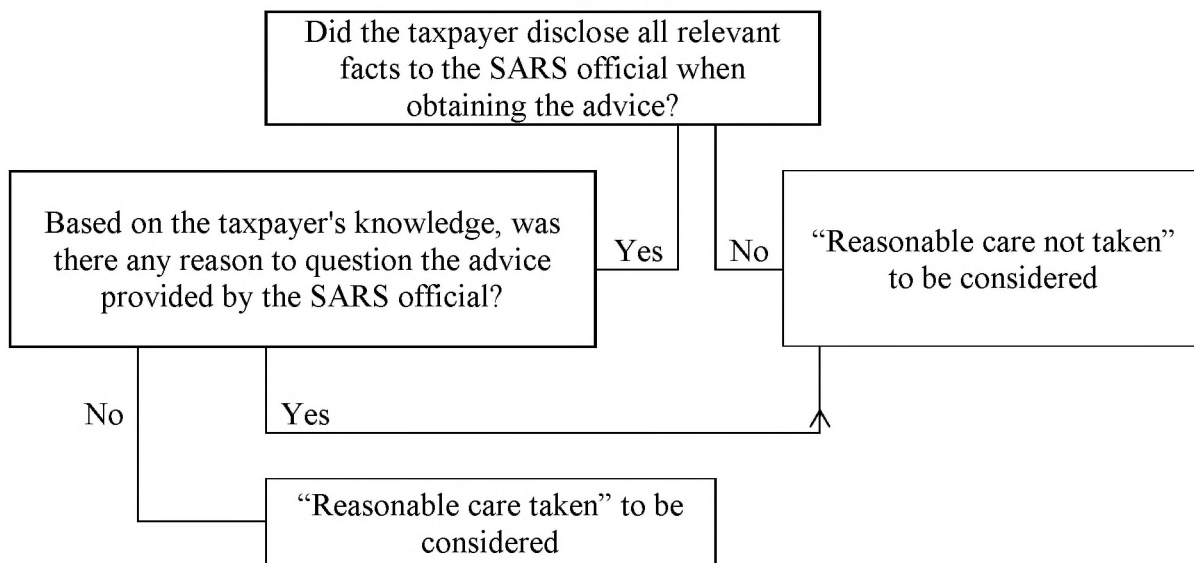 Did the taxpayer disclose all relevant
facts to the SARS official when
obtaining the advice?
Based on the taxpayer's knowledge, was
there any reason to question the advice
provided by the SARS official?
Yes
No
“Reasonable care not taken”
to be considered
No
Yes
“Reasonable care taken” to be
considered